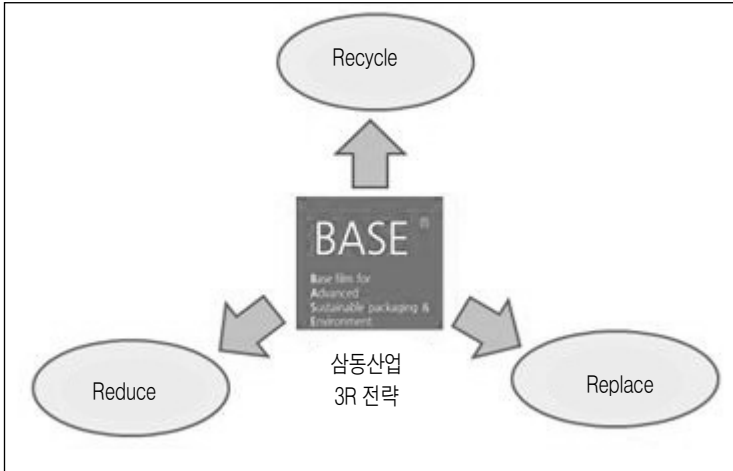 Recycle
BASE ®
Base film for
Advanced
Sustainable packaging &
Environment
삼동산업
3R 전략
Reduce
Replace